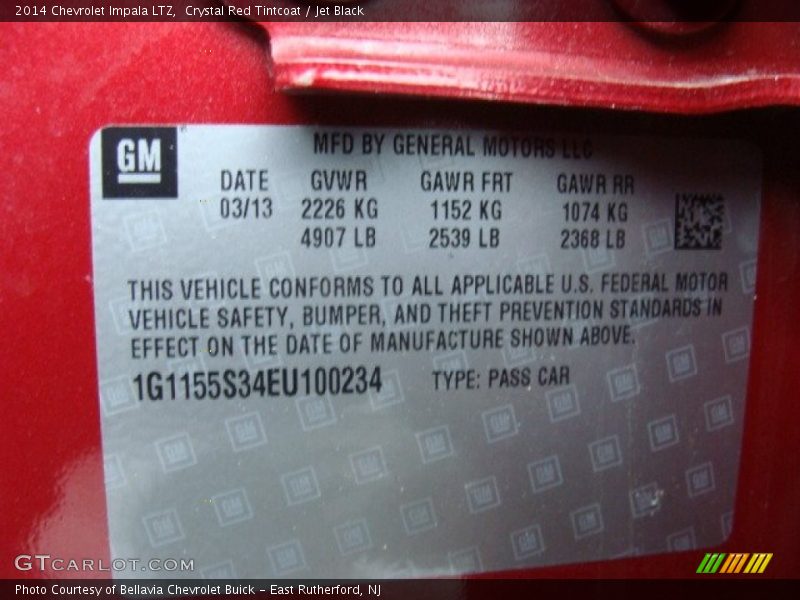 2014 Chevrolet Impala LTZ,  Crystal Red Tintcoat / Jet Black
GM
MFD BY GENERAL MOTORS LLC
DATE GVWR GAWR FRT GAWR RR
03/13 2226 KG 1152 KG 1074 KG
4907 LB 2539 LB 2368 LB
THIS VEHICLE CONFORMS TO ALL APPLICABLE U.S. FEDERAL MOTOR
VEHICLE SAFETY, BUMPER, AND THEFT PREVENTION STANDARDS IN
EFFECT ON THE DATE OF MANUFACTURE SHOWN ABOVE.
1G1155S34EU100234 TYPE: PASS CAR
GTCARLOT.COM
Photo Courtesy of Bellavia Chevrolet Buick - East Rutherford, NJ